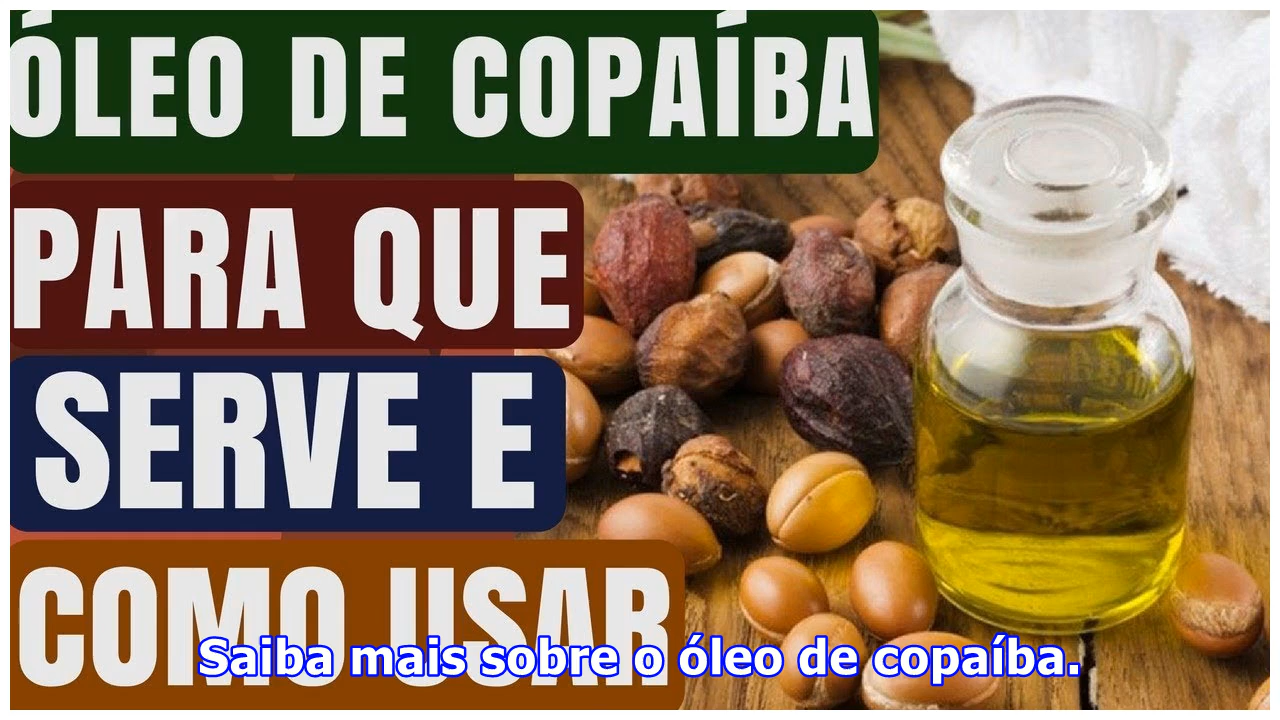 ÓLEO DE COPAÍBA
PARA QUE
SERVE E
COMO USAR
Saiba mais sobre o óleo de copaíba.